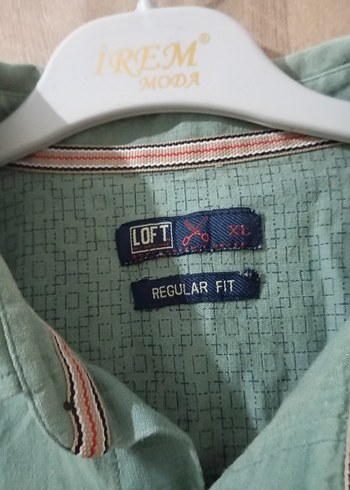 İREM®
MODA
LOFT XL
REGULAR FIT